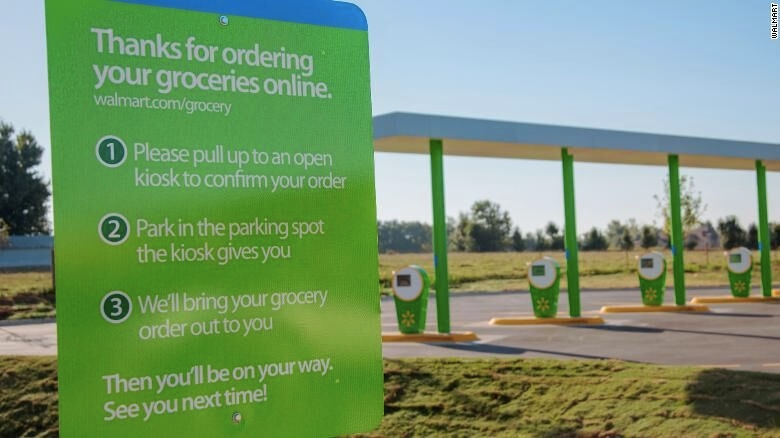 Thanks for ordering
your groceries online.
walmart.com/grocery
1 Please pull up to an open
kiosk to confirm your order
2 Park in the parking spot
the kiosk gives you
3 We'll bring your grocery
order out to you
Then you'll be on your way.
See you next time!
WALMART